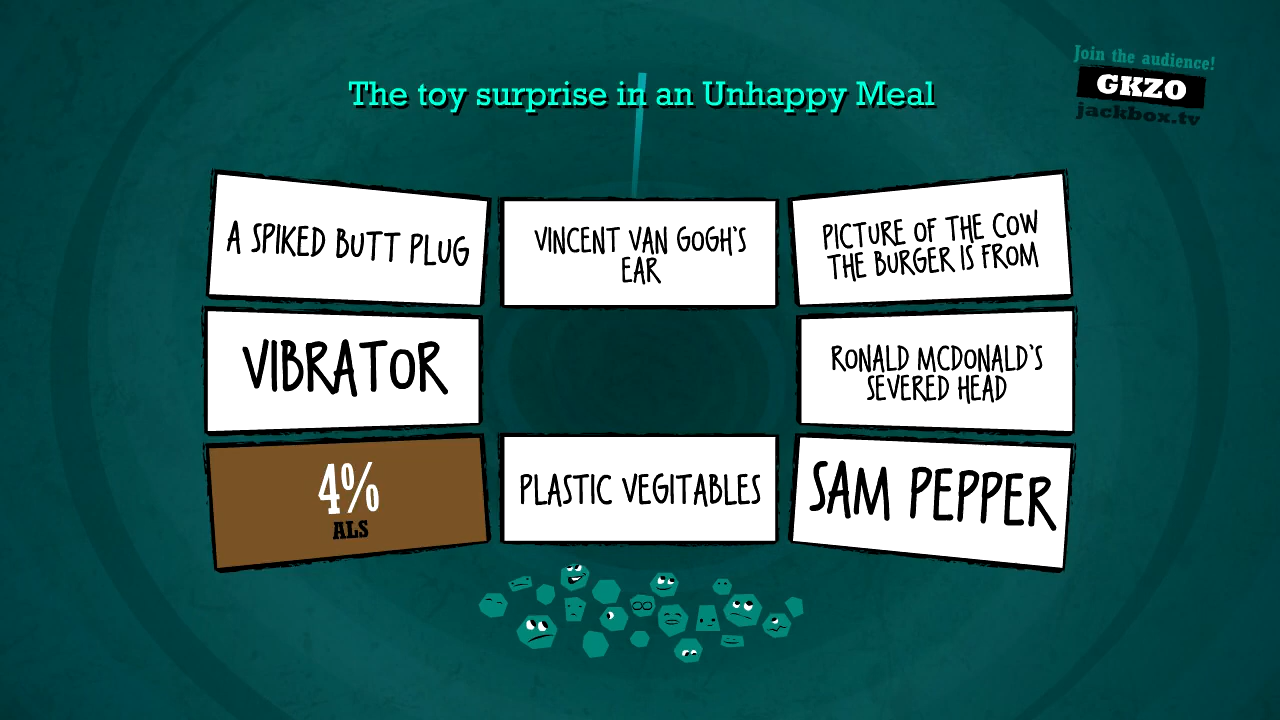 Join the audience!
GKZO
jackbox.tv
The toy surprise in an Unhappy Meal
A SPIKED BUTT PLUG
VINCENT VAN GOGH'S
EAR
PICTURE OF THE COW
THE BURGER IS FROM
VIBRATOR
RONALD MCDONALD'S
SEVERED HEAD
4%
ALS
PLASTIC VEGITABLES
SAM PEPPER